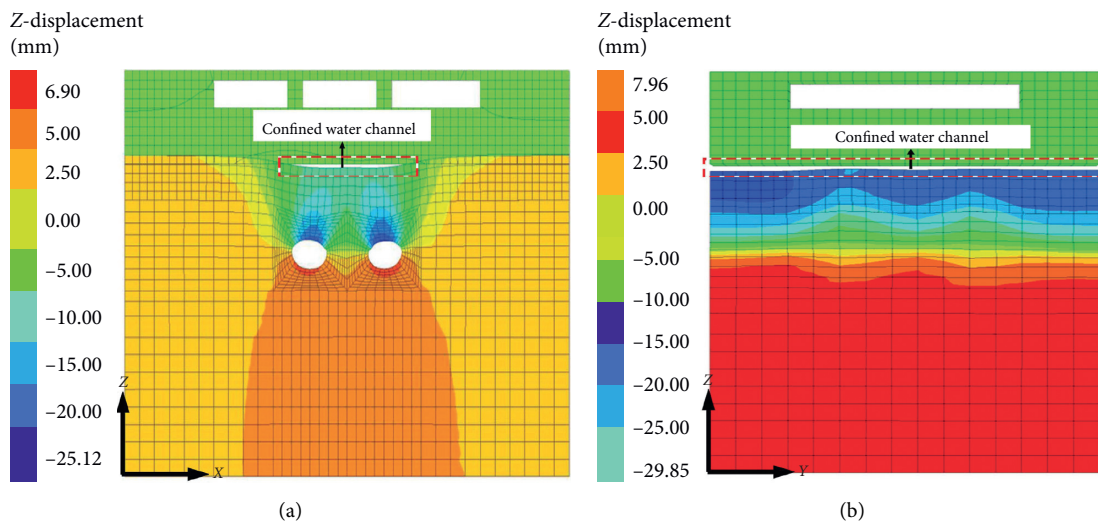 Z-displacement
(mm)
6.90
5.00
2.50
0.00
–5.00
–10.00
–15.00
–20.00
–25.12
Confined water channel
Z
X
(a)
Z-displacement
(mm)
7.96
5.00
2.50
0.00
–5.00
–10.00
–15.00
–20.00
–25.00
–29.85
Confined water channel
Z
Y
(b)